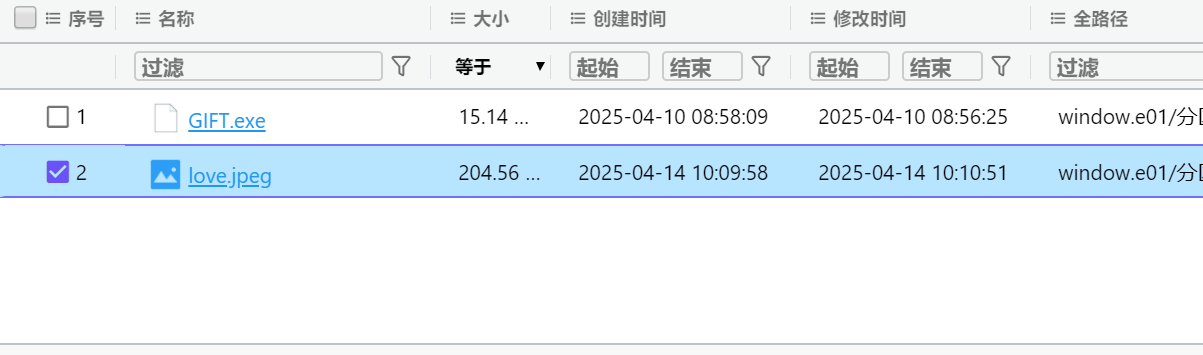 序号 名称 大小 创建时间 修改时间 全路径
过滤 等于 ▼ 起始 结束 起始 结束 过滤
1 GIFT.exe 15.14 ... 2025-04-10 08:58:09 2025-04-10 08:56:25 window.e01/分
2 love.jpeg 204.56 ... 2025-04-14 10:09:58 2025-04-14 10:10:51 window.e01/分